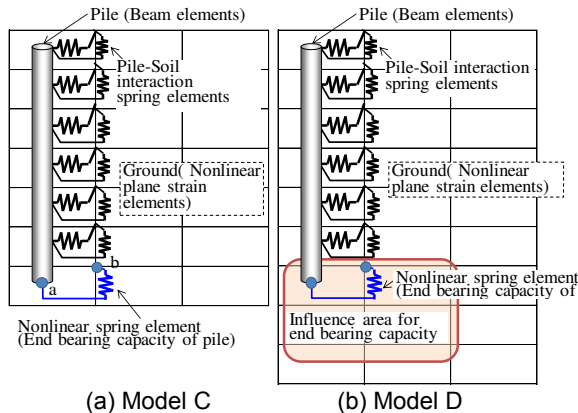 Pile (Beam elements)
Pile-Soil
interaction
spring elements
Ground( Nonlinear
plane strain
elements)
b
a
Nonlinear spring element
(End bearing capacity of pile)
(a) Model C
Pile (Beam elements)
Pile-Soil interaction
spring elements
Ground( Nonlinear
plane strain elements)
Nonlinear spring element
(End bearing capacity of
Influence area for
end bearing capacity
(b) Model D